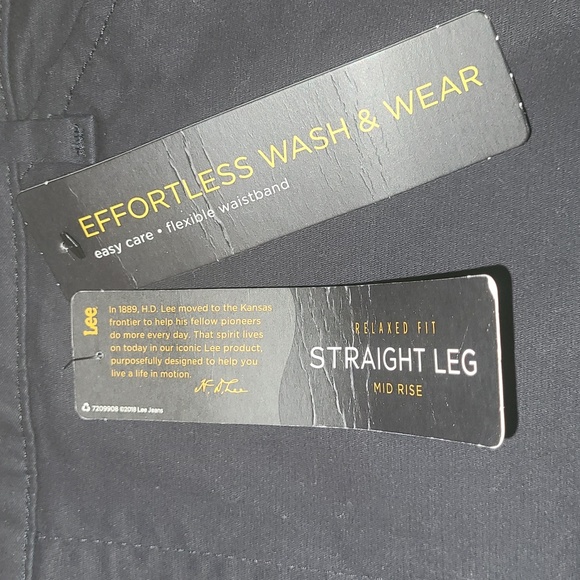 EFFORTLESS WASH & WEAR
easy care • flexible waistband
Lee
In 1889, H.D. Lee moved to the Kansas
frontier to help his fellow pioneers
do more every day. That spirit lives
on today in our iconic Lee product,
purposefully designed to help you
live a life in motion.
H. D. Lee
7209908 ©2018 Lee Jeans
RELAXED FIT
STRAIGHT LEG
MID RISE